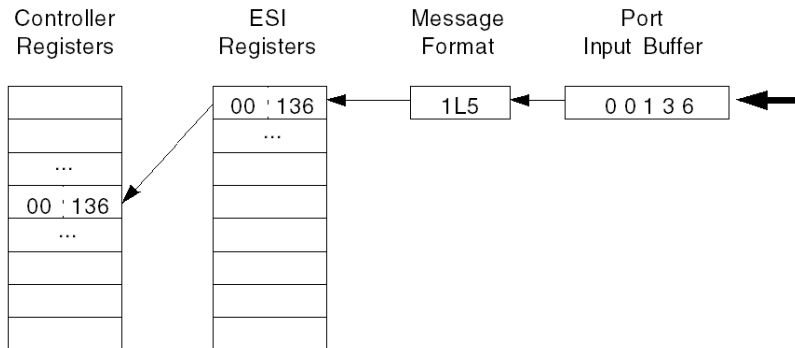 Controller Registers
ESI Registers
Message Format
Port Input Buffer
00 136
1L5
0 0 1 3 6
...
...
00 136
...